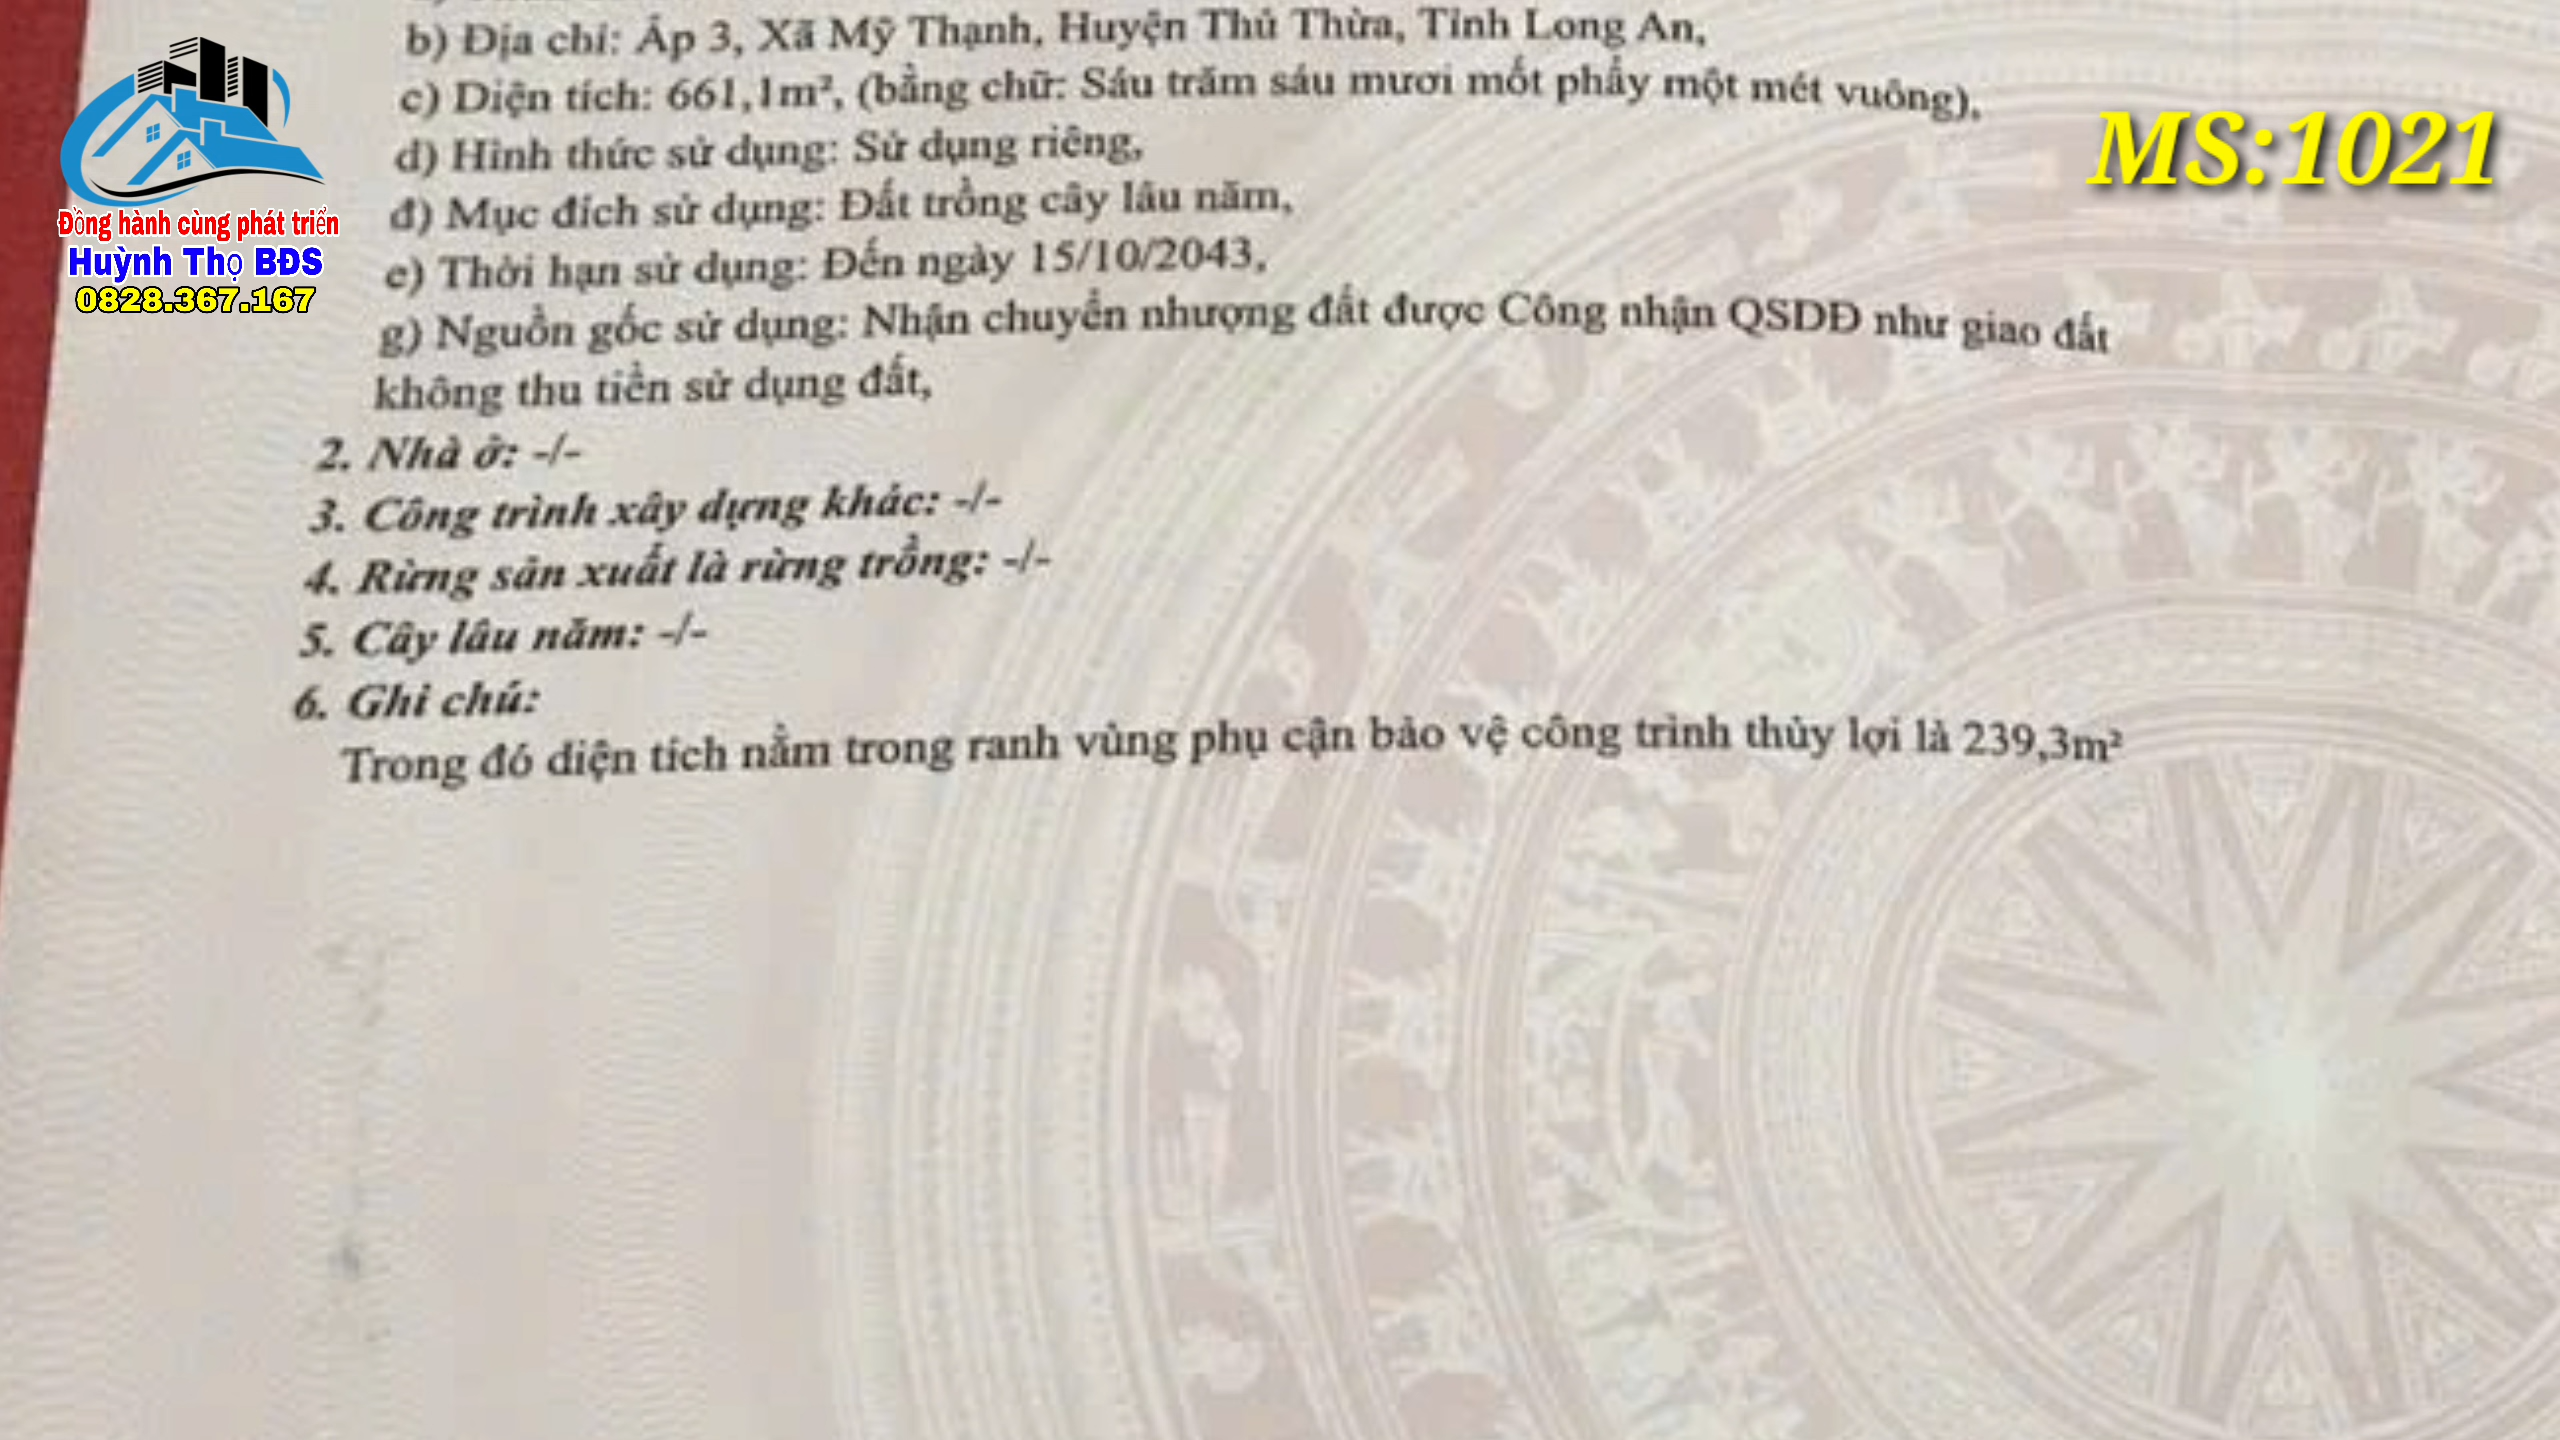 b) Địa chỉ: Ấp 3, Xã Mỹ Thạnh, Huyện Thủ Thừa, Tỉnh Long An,
c) Diện tích: 661,1m², (bằng chữ: Sáu trăm sáu mươi mốt phẩy một mét vuông),
d) Hình thức sử dụng: Sử dụng riêng,
đ) Mục đích sử dụng: Đất trồng cây lâu năm,
e) Thời hạn sử dụng: Đến ngày 15/10/2043,
g) Nguồn gốc sử dụng: Nhận chuyển nhượng đất được Công nhận QSDĐ như giao đất
không thu tiền sử dụng đất,
2. Nhà ở: -/-
3. Công trình xây dựng khác: -/-
4. Rừng sản xuất là rừng trồng: -/-
5. Cây lâu năm: -/-
6. Ghi chú:
Trong đó diện tích nằm trong ranh vùng phụ cận bảo vệ công trình thủy lợi là 239,3m²
Đồng hành cùng phát triển
Huỳnh Thọ BĐS
0828.367.167
MS:1021